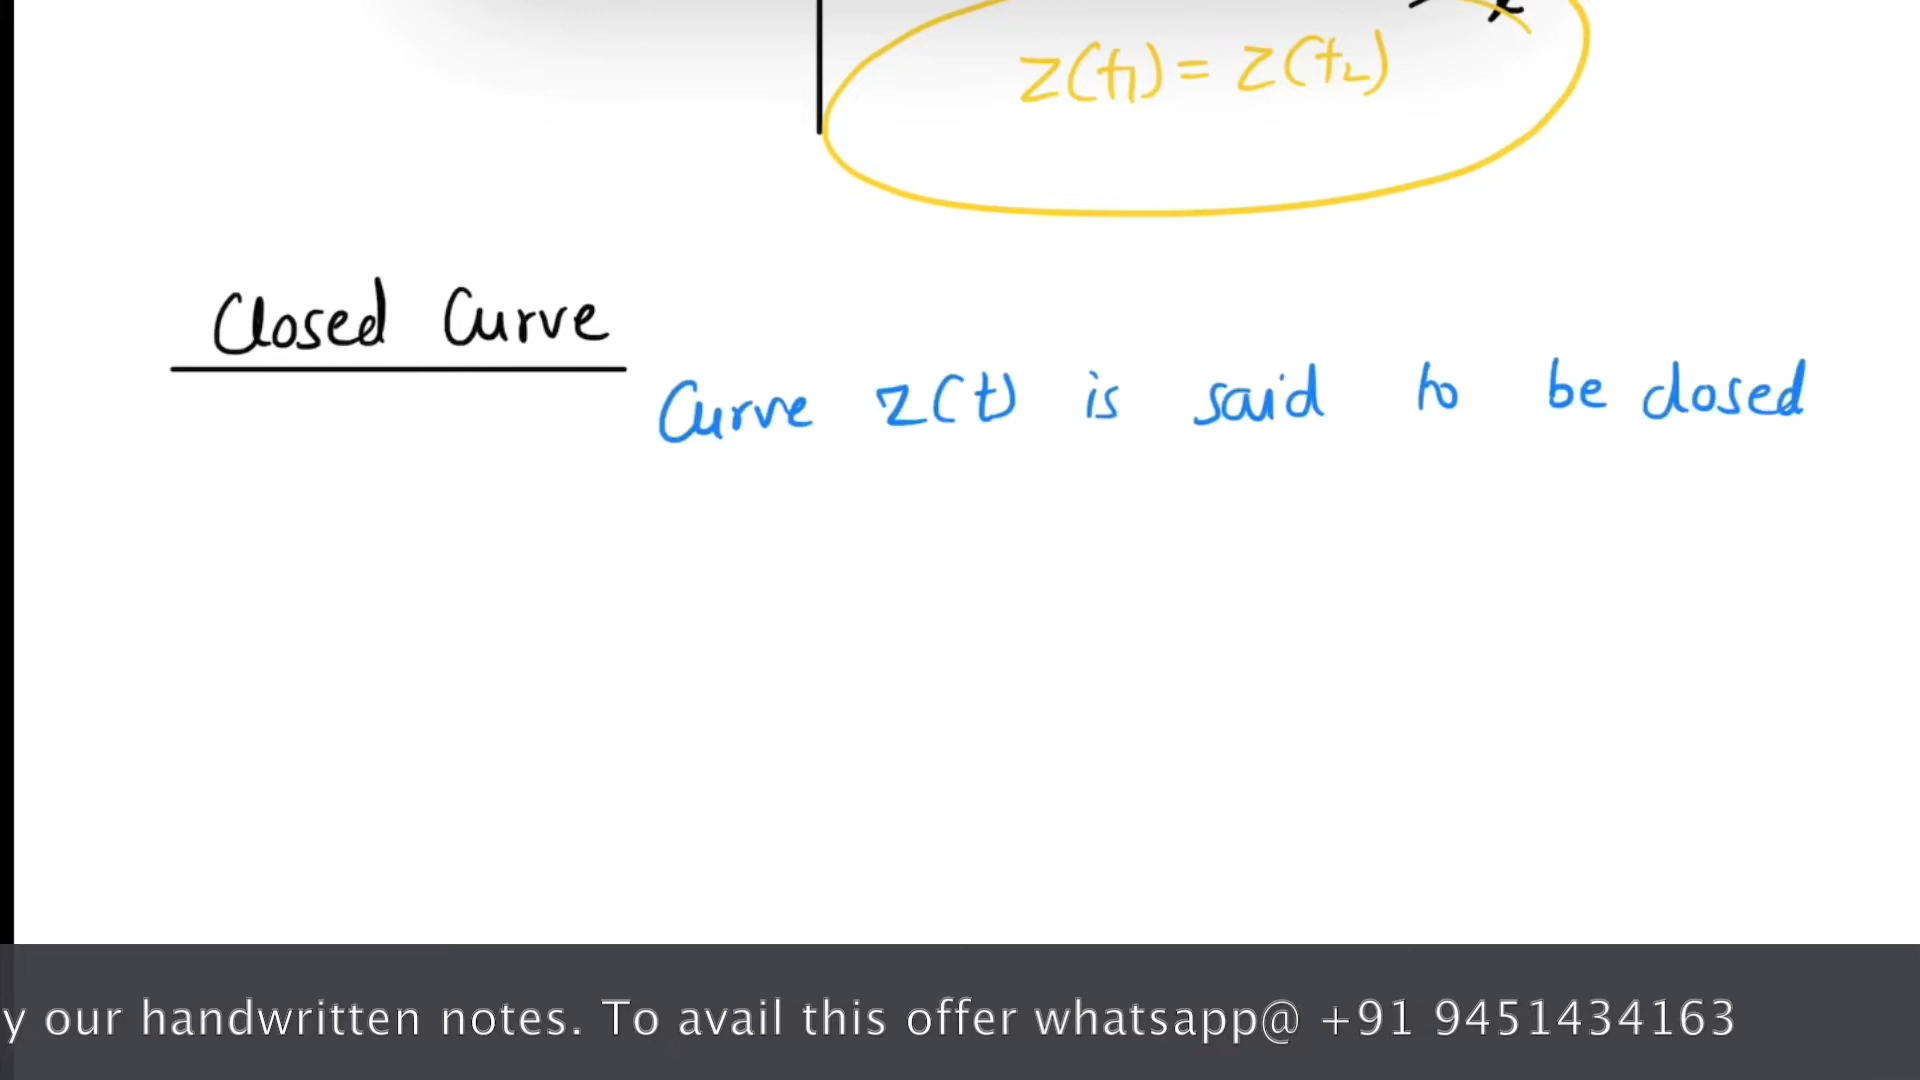 z(t1) = z(t2)
Closed Curve
Curve z(t) is said to be closed
y our handwritten notes. To avail this offer whatsapp@ +91 9451434163